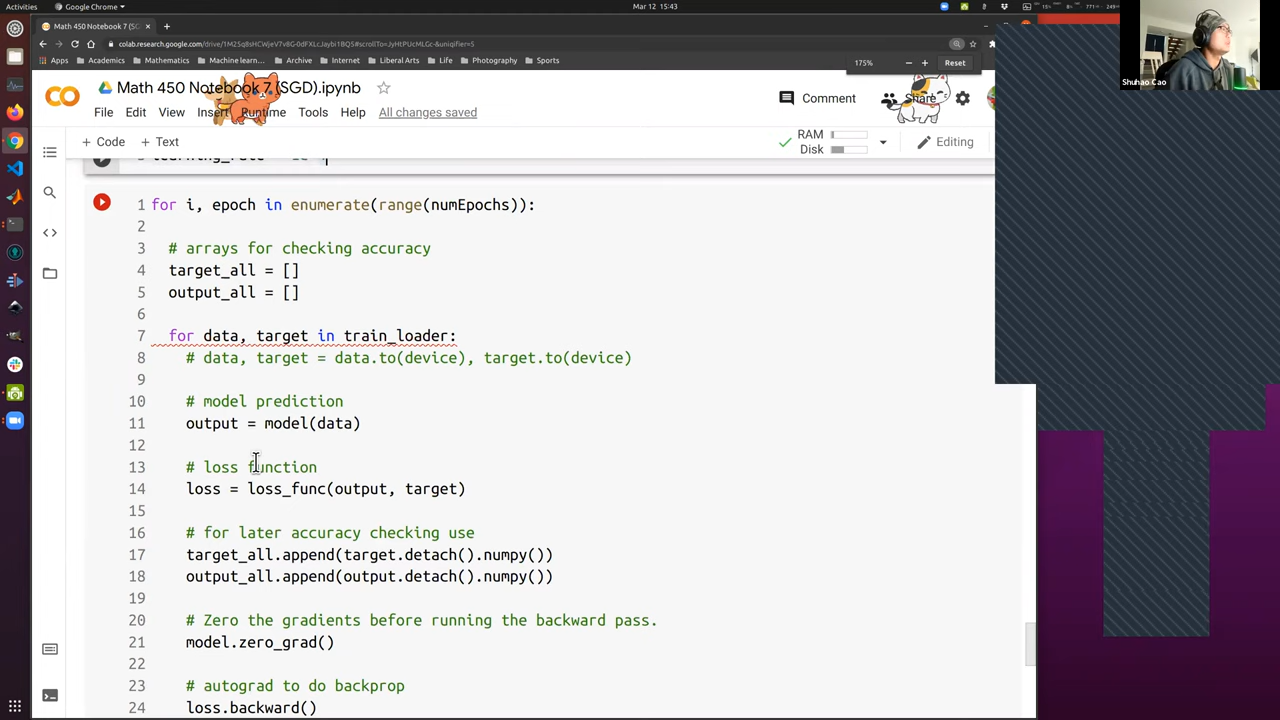 Activities
Google Chrome
Mar 12 15:43
Math 450 Notebook 7 (S
colab.research.google.com
Apps
Academics
Mathematics
Machine learn...
Archive
Internet
Liberal Arts
Life
Photography
Sports
175%
Reset
Shuhao Cao
Math 450 Notebook 7 (SGD).ipynb
File Edit View Insert Runtime Tools Help All changes saved
Comment
Share
+ Code + Text
RAM
Disk
Editing
1 for i, epoch in enumerate(range(numEpochs)):
2
3 # arrays for checking accuracy
4 target_all = []
5 output_all = []
6
7 for data, target in train_loader:
8 # data, target = data.to(device), target.to(device)
9
10 # model prediction
11 output = model(data)
12
13 # loss function
14 loss = loss_func(output, target)
15
16 # for later accuracy checking use
17 target_all.append(target.detach().numpy())
18 output_all.append(output.detach().numpy())
19
20 # Zero the gradients before running the backward pass.
21 model.zero_grad()
22
23 # autograd to do backprop
24 loss.backward()